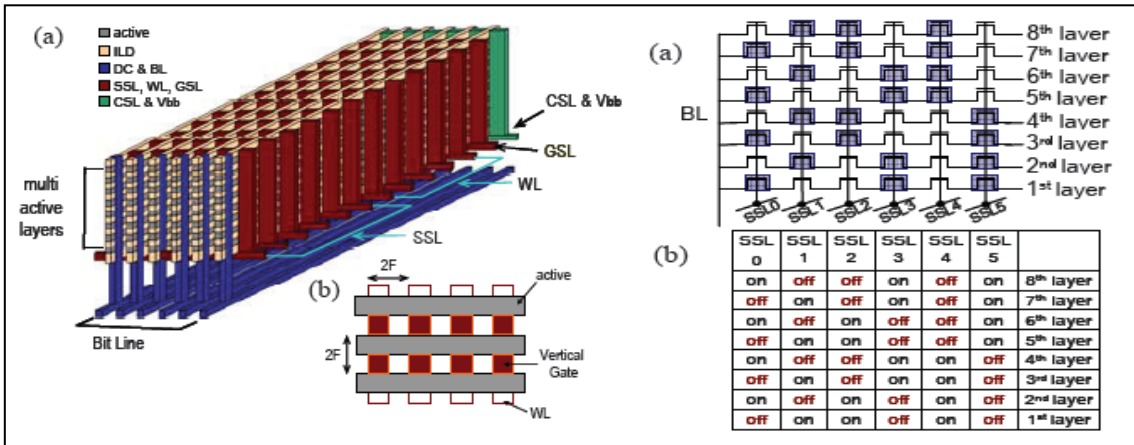 (a)
active
ILD
DC & BL
SSL, WL, GSL
CSL & Vbb
CSL & Vbb
GSL
WL
SSL
multi
active
layers
Bit Line
(b)
2F
active
2F
Vertical
Gate
WL
(a)
BL
8th laver
7th laver
6th layer
5th layer
4th layer
3rd layer
2nd layer
1st layer
SSL0 SSL1 SSL2 SSL3 SSL4 SSL5
(b)
SSL 0 SSL 1 SSL 2 SSL 3 SSL 4 SSL 5
on off off on off on 8th layer
off on off on off on 7th layer
on off on off off on 6th layer
off on on off off on 5th layer
on off off on on off 4th layer
off on off on on off 3rd layer
on off on off on off 2nd layer
off on on off on off 1st layer